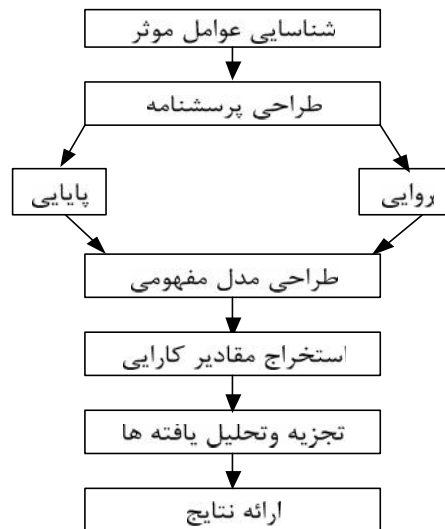 شناسایی عوامل موثر
طراحی پرسشنامه
روایی
پایایی
طراحی مدل مفهومی
استخراج مقادیر کارایی
تجزیه وتحلیل یافته ها
ارائه نتایج